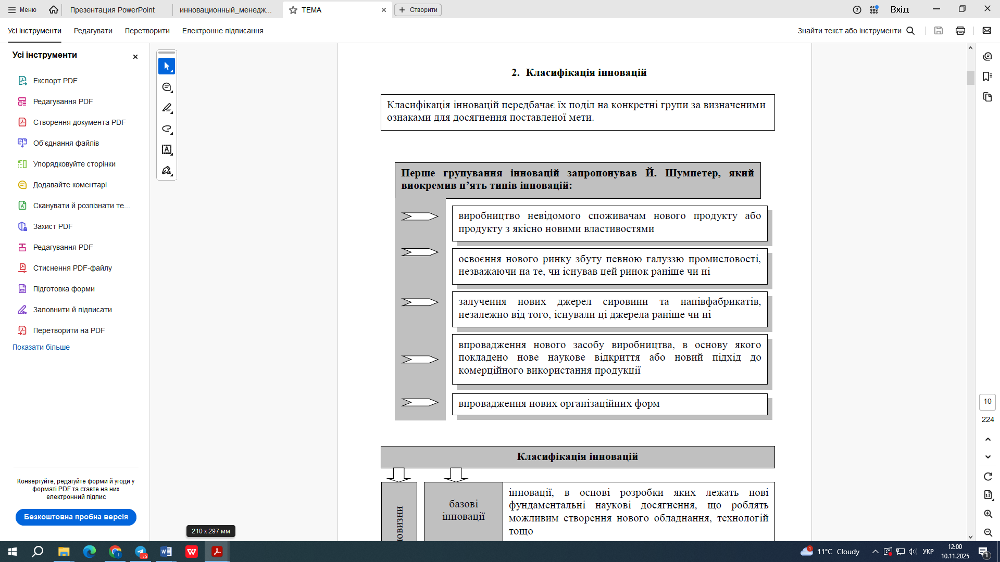 Меню
Презентация PowerPoint
инновационный_менедж...
ТЕМА
Створити
Вхід
Усі інструменти
Редагувати
Перетворити
Електронне підписання
Знайти текст або інструменти
Усі інструменти
Експорт PDF
Редагування PDF
Створення документа PDF
Об'єднання файлів
Упорядковуйте сторінки
Додавайте коментарі
Сканувати й розпізнати те...
Захист PDF
Редагування PDF
Стиснення PDF-файлу
Підготовка форми
Заповнити й підписати
Перетворити на PDF
Показати більше
Конвертуйте, редагуйте форми й угоди у
форматі PDF та ставте на них
електронний підпис
Безкоштовна пробна версія
210 x 297 мм
2. Класифікація інновацій
Класифікація інновацій передбачає їх поділ на конкретні групи за визначеними
ознаками для досягнення поставленої мети.
Перше групування інновацій запропонував Й. Шумпетер, який
виокремив п’ять типів інновацій:
виробництво невідомого споживачам нового продукту або
продукту з якісно новими властивостями
освоєння нового ринку збуту певною галуззю промисловості,
незважаючи на те, чи існував цей ринок раніше чи ні
залучення нових джерел сировини та напівфабрикатів,
незалежно від того, існували ці джерела раніше чи ні
впровадження нового засобу виробництва, в основу якого
покладено нове наукове відкриття або новий підхід до
комерційного використання продукції
впровадження нових організаційних форм
Класифікація інновацій
новизни
базові
інновації
інновації, в основі розробки яких лежать нові
фундаментальні наукові досягнення, що роблять
можливим створення нового обладнання, технологій
тощо
10
224
11°C Cloudy
УКР
12:00
10.11.2025